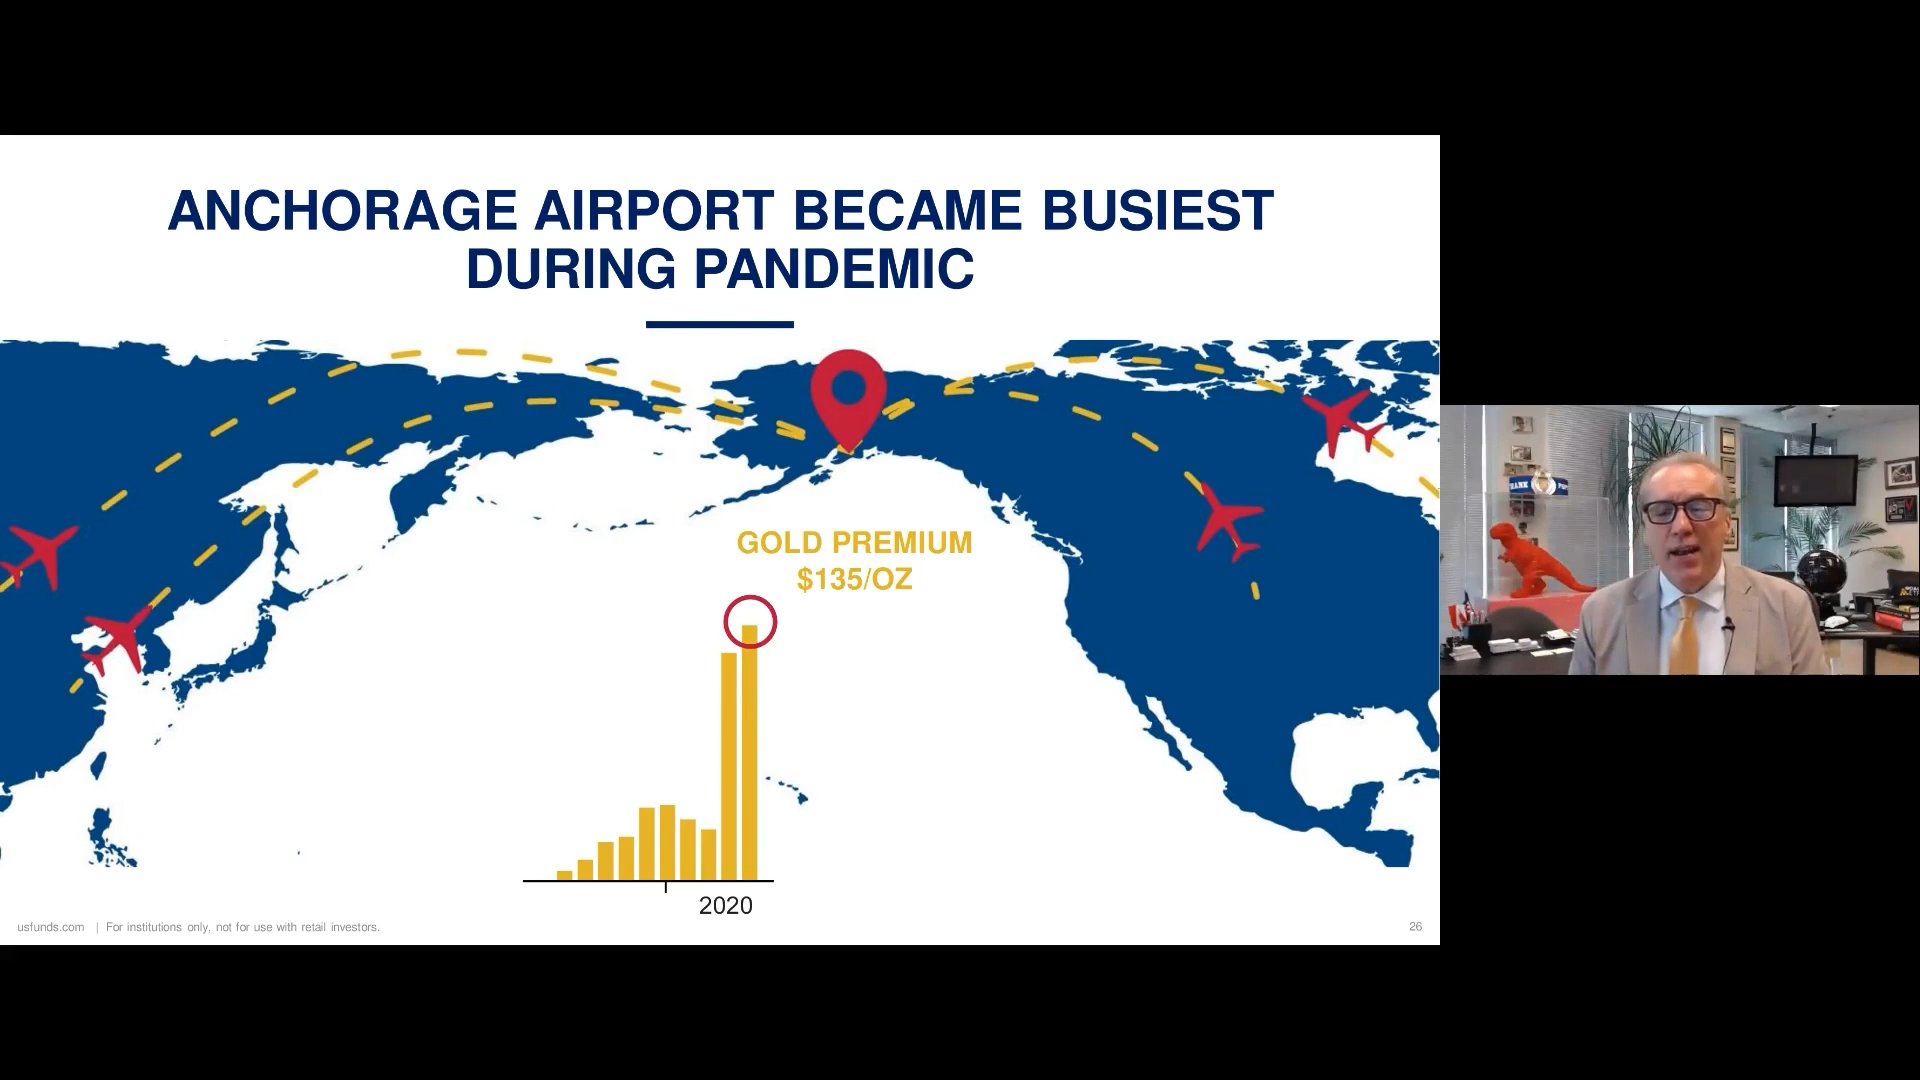 ANCHORAGE AIRPORT BECAME BUSIEST
DURING PANDEMIC
GOLD PREMIUM
$135/OZ
2020
usfunds.com | For institutions only, not for use with retail investors.
26